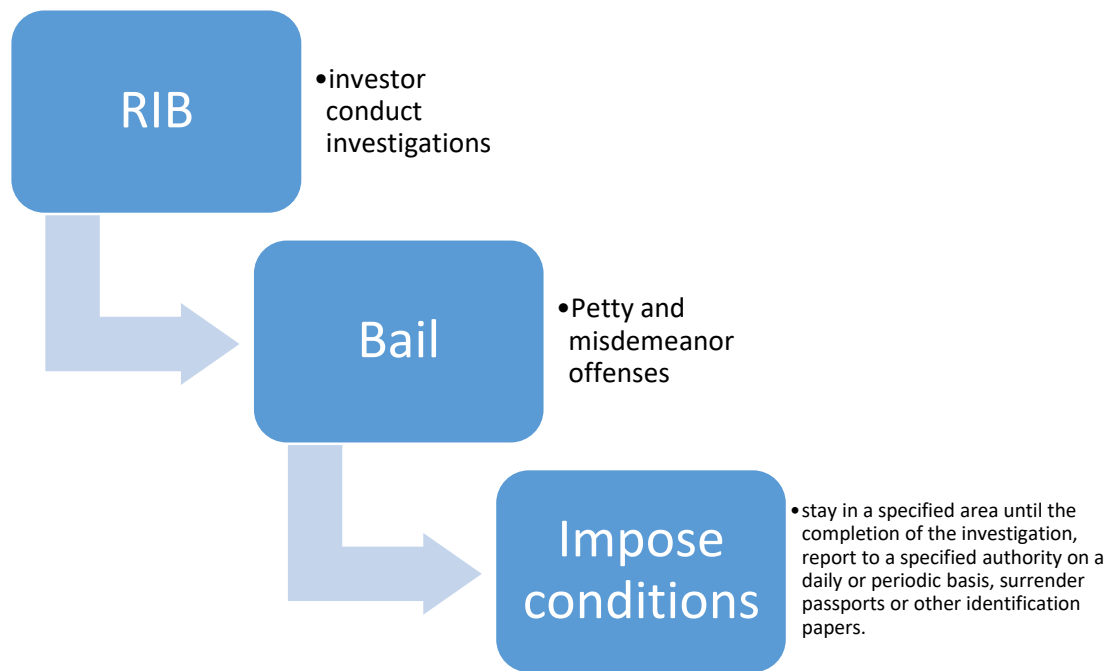 RIB
•investor
conduct
investigations
Bail
•Petty and
misdemeanor
offenses
Impose
conditions
•stay in a specified area until the
completion of the investigation,
report to a specified authority on a
daily or periodic basis, surrender
passports or other identification
papers.